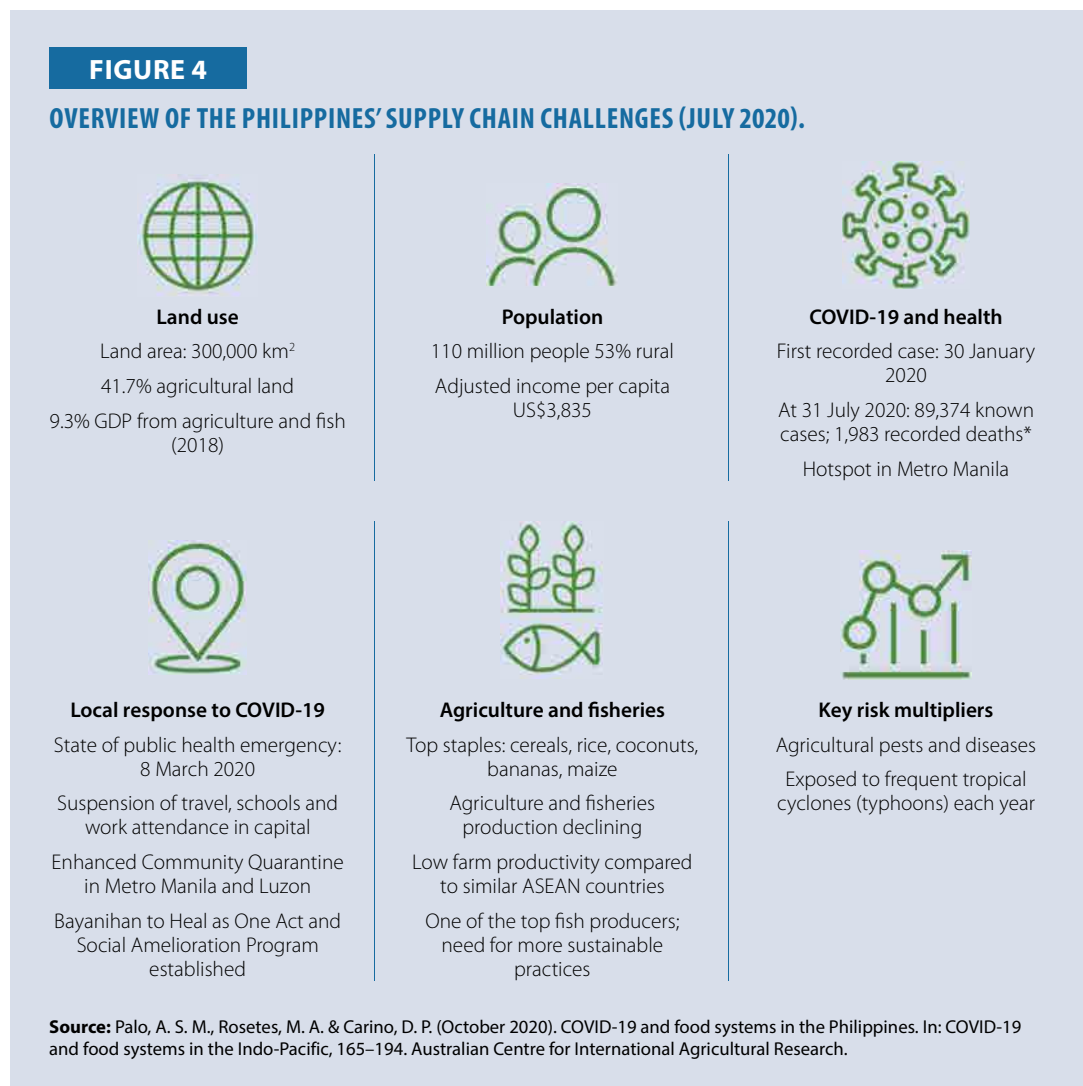 FIGURE 4
OVERVIEW OF THE PHILIPPINES’ SUPPLY CHAIN CHALLENGES (JULY 2020).
Land use
Land area: 300,000 km²
41.7% agricultural land
9.3% GDP from agriculture and fish
(2018)
Population
110 million people 53% rural
Adjusted income per capita
US$3,835
COVID-19 and health
First recorded case: 30 January
2020
At 31 July 2020: 89,374 known
cases; 1,983 recorded deaths*
Hotspot in Metro Manila
Local response to COVID-19
State of public health emergency:
8 March 2020
Suspension of travel, schools and
work attendance in capital
Enhanced Community Quarantine
in Metro Manila and Luzon
Bayanihan to Heal as One Act and
Social Amelioration Program
established
Agriculture and fisheries
Top staples: cereals, rice, coconuts,
bananas, maize
Agriculture and fisheries
production declining
Low farm productivity compared
to similar ASEAN countries
One of the top fish producers;
need for more sustainable
practices
Key risk multipliers
Agricultural pests and diseases
Exposed to frequent tropical
cyclones (typhoons) each year
Source: Palo, A. S. M., Rosetes, M. A. & Carino, D. P. (October 2020). COVID-19 and food systems in the Philippines. In: COVID-19
and food systems in the Indo-Pacific, 165–194. Australian Centre for International Agricultural Research.